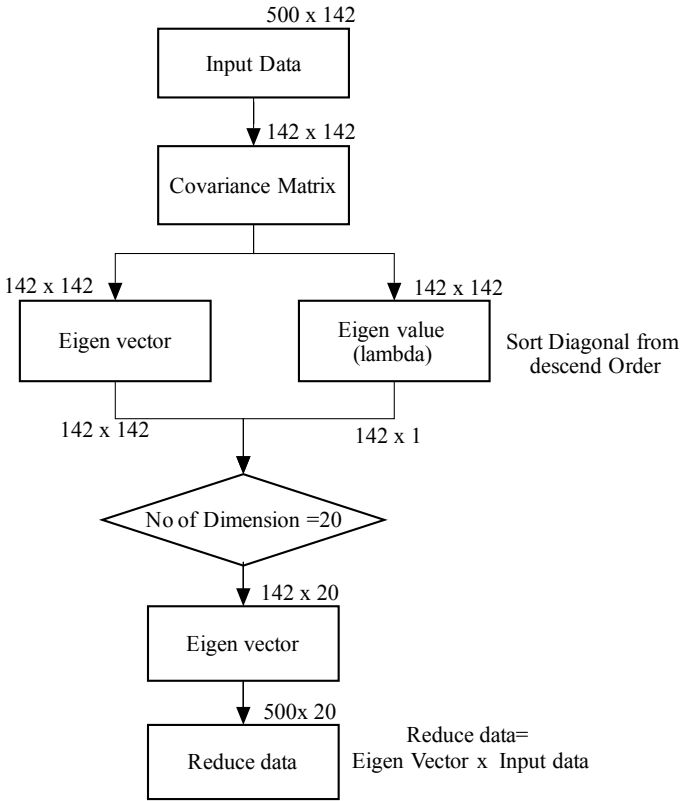 500 x 142
Input Data
142 x 142
Covariance Matrix
142 x 142
142 x 142
Eigen vector
Eigen value
(lambda)
Sort Diagonal from
descend Order
142 x 142
142 x 1
No of Dimension =20
142 x 20
Eigen vector
500x 20
Reduce data
Reduce data=
Eigen Vector x Input data